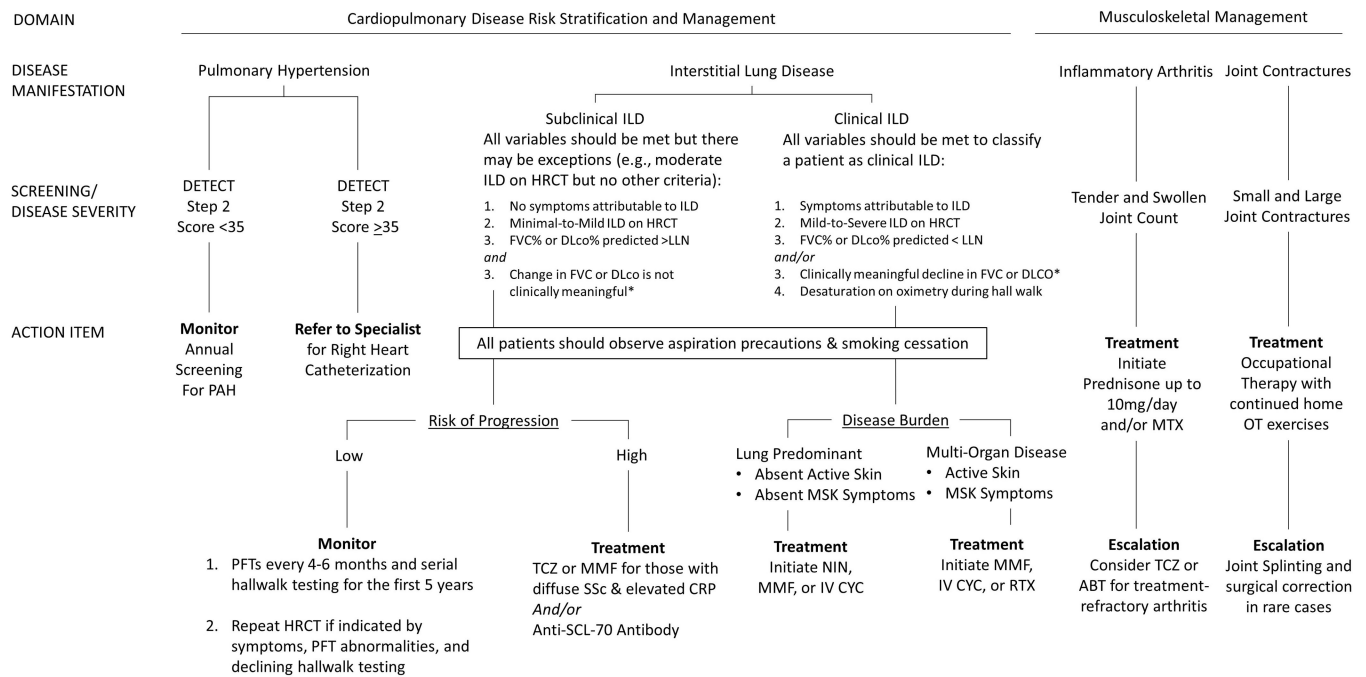 DOMAIN
Cardiopulmonary Disease Risk Stratification and Management
Musculoskeletal Management
DISEASE
MANIFESTATION
Pulmonary Hypertension
Interstitial Lung Disease
Inflammatory Arthritis
Joint Contractures
SCREENING/
DISEASE SEVERITY
DETECT
Step 2
Score <35
DETECT
Step 2
Score ≥35
Subclinical ILD
All variables should be met but there
may be exceptions (e.g., moderate
ILD on HRCT but no other criteria):
1. No symptoms attributable to ILD
2. Minimal-to-Mild ILD on HRCT
3. FVC% or DLco% predicted >LLN
and
3. Change in FVC or DLco is not
clinically meaningful*
Clinical ILD
All variables should be met to classify
a patient as clinical ILD:
1. Symptoms attributable to ILD
2. Mild-to-Severe ILD on HRCT
3. FVC% or DLco% predicted < LLN
and/or
3. Clinically meaningful decline in FVC or DLCO*
4. Desaturation on oximetry during hall walk
Tender and Swollen
Joint Count
Small and Large
Joint Contractures
ACTION ITEM
Monitor
Annual
Screening
For PAH
Refer to Specialist
for Right Heart
Catheterization
All patients should observe aspiration precautions & smoking cessation
Treatment
Initiate
Prednisone up to
10mg/day
and/or MTX
Treatment
Occupational
Therapy with
continued home
OT exercises
Risk of Progression
Low
High
Disease Burden
Lung Predominant
• Absent Active Skin
• Absent MSK Symptoms
Multi-Organ Disease
• Active Skin
• MSK Symptoms
Monitor
1. PFTs every 4-6 months and serial
hallwalk testing for the first 5 years
2. Repeat HRCT if indicated by
symptoms, PFT abnormalities, and
declining hallwalk testing
Treatment
TCZ or MMF for those with
diffuse SSc & elevated CRP
And/or
Anti-SCL-70 Antibody
Treatment
Initiate NIN,
MMF, or IV CYC
Treatment
Initiate MMF,
IV CYC, or RTX
Escalation
Consider TCZ or
ABT for treatment-
refractory arthritis
Escalation
Joint Splinting and
surgical correction
in rare cases